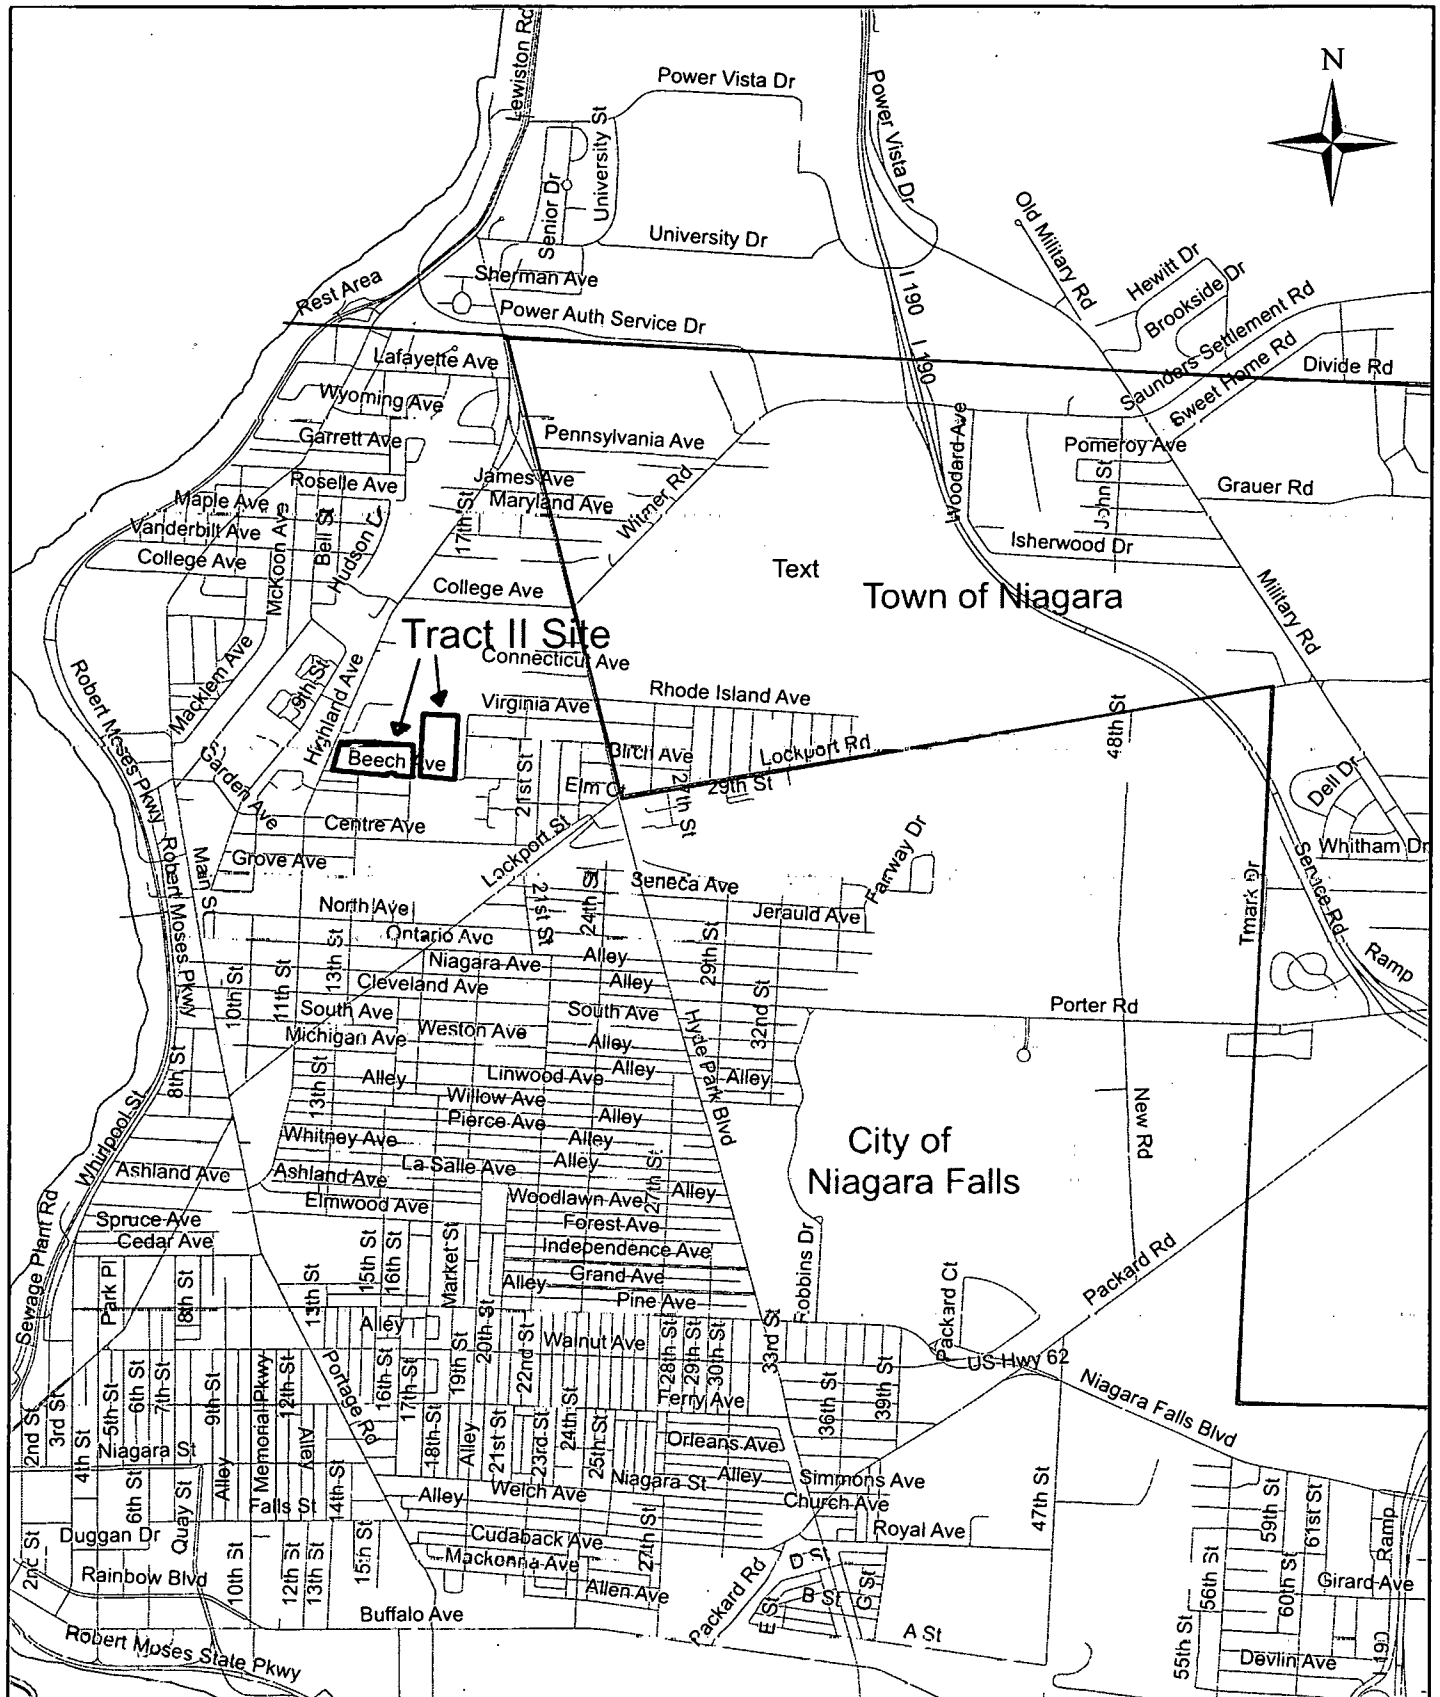 Lewiston Rd
Power Vista Dr
N
Power Vista Dr
University St
Senior Dr
University Dr
Old Military Rd
Hewitt Dr
Brookside Dr
Sherman Ave
Rest Area
I 190
Saunders Settlement Rd
Power Auth Service Dr
I 190
Sweet Home Rd
Divide Rd
Lafayette Ave
Wyoming Ave
Garrett Ave
Pennsylvania Ave
Woodard Ave
Pomeroy Ave
Roselle Ave
James Ave
John St
Grauer Rd
Maple Ave
Maryland Ave
Witmer Rd
Vanderbilt Ave
McKoon Ave
Bell St
Hudson Dr
17th St
Isherwood Dr
College Ave
Text
Town of Niagara
College Ave
Military Rd
Tract II Site
Connecticut Ave
Macklem Ave
9th St
Highland Ave
Rhode Island Ave
Virginia Ave
Robert Moses Pkwy
48th St
Birch Ave
Lockport Rd
Beech Ave
Garden Ave
21st St
Elm Ct
27th St
29th St
Dell Dr
Centre Ave
Lockport St
Fairway Dr
Whitham Dr
Grove Ave
Main St
Robert Moses Pkwy
Seneca Ave
Service Rd
Tmark Dr
North Ave
21st St
24th St
Jerauld Ave
Ontario Ave
29th St
Ramp
13th St
Niagara Ave
Alley
Cleveland Ave
Alley
10th St
11th St
South Ave
South Ave
32nd St
Porter Rd
Michigan Ave
Weston Ave
Alley
Hyde Park Blvd
8th St
13th St
Alley
Linwood Ave
Alley
Alley
Willow Ave
New Rd
Pierce Ave
Alley
Whirlpool St
Whitney Ave
Alley
City of
Niagara Falls
Ashland Ave
Ashland Ave
La Salle Ave
Alley
27th St
Alley
Elmwood Ave
Woodlawn Ave
Sewage Plant Rd
Spruce Ave
Forest Ave
Cedar Ave
Independence Ave
Robbins Dr
Packard Rd
Park Pl
8th St
13th St
15th St
16th St
Market St
Alley
Grand Ave
Packard Ct
Pine Ave
Alley
20th St
Walnut Ave
33rd St
US Hwy 62
19th St
22nd St
28th St
29th St
30th St
Portage Rd
16th St
17th St
Niagara Falls Blvd
2nd St
3rd St
5th St
6th St
7th St
9th St
Memorial Pkwy
12th St
Ferry Ave
36th St
39th St
4th St
Niagara St
Alley
18th St
Alley
21st St
23rd St
24th St
25th St
Orleans Ave
6th St
Quay St
Alley
14th St
Niagara St
Alley
Simmons Ave
47th St
Falls St
Alley
Welch Ave
Church Ave
59th St
61st St
Ramp
Duggan Dr
Cudaback Ave
27th St
Royal Ave
2nd St
10th St
12th St
13th St
15th St
Mackenna Ave
D St
56th St
60th St
Girard Ave
Rainbow Blvd
Allen Ave
Packard Rd
B St
G St
E St
Buffalo Ave
A St
55th St
Robert Moses State Pkwy
Devlin Ave
I 190